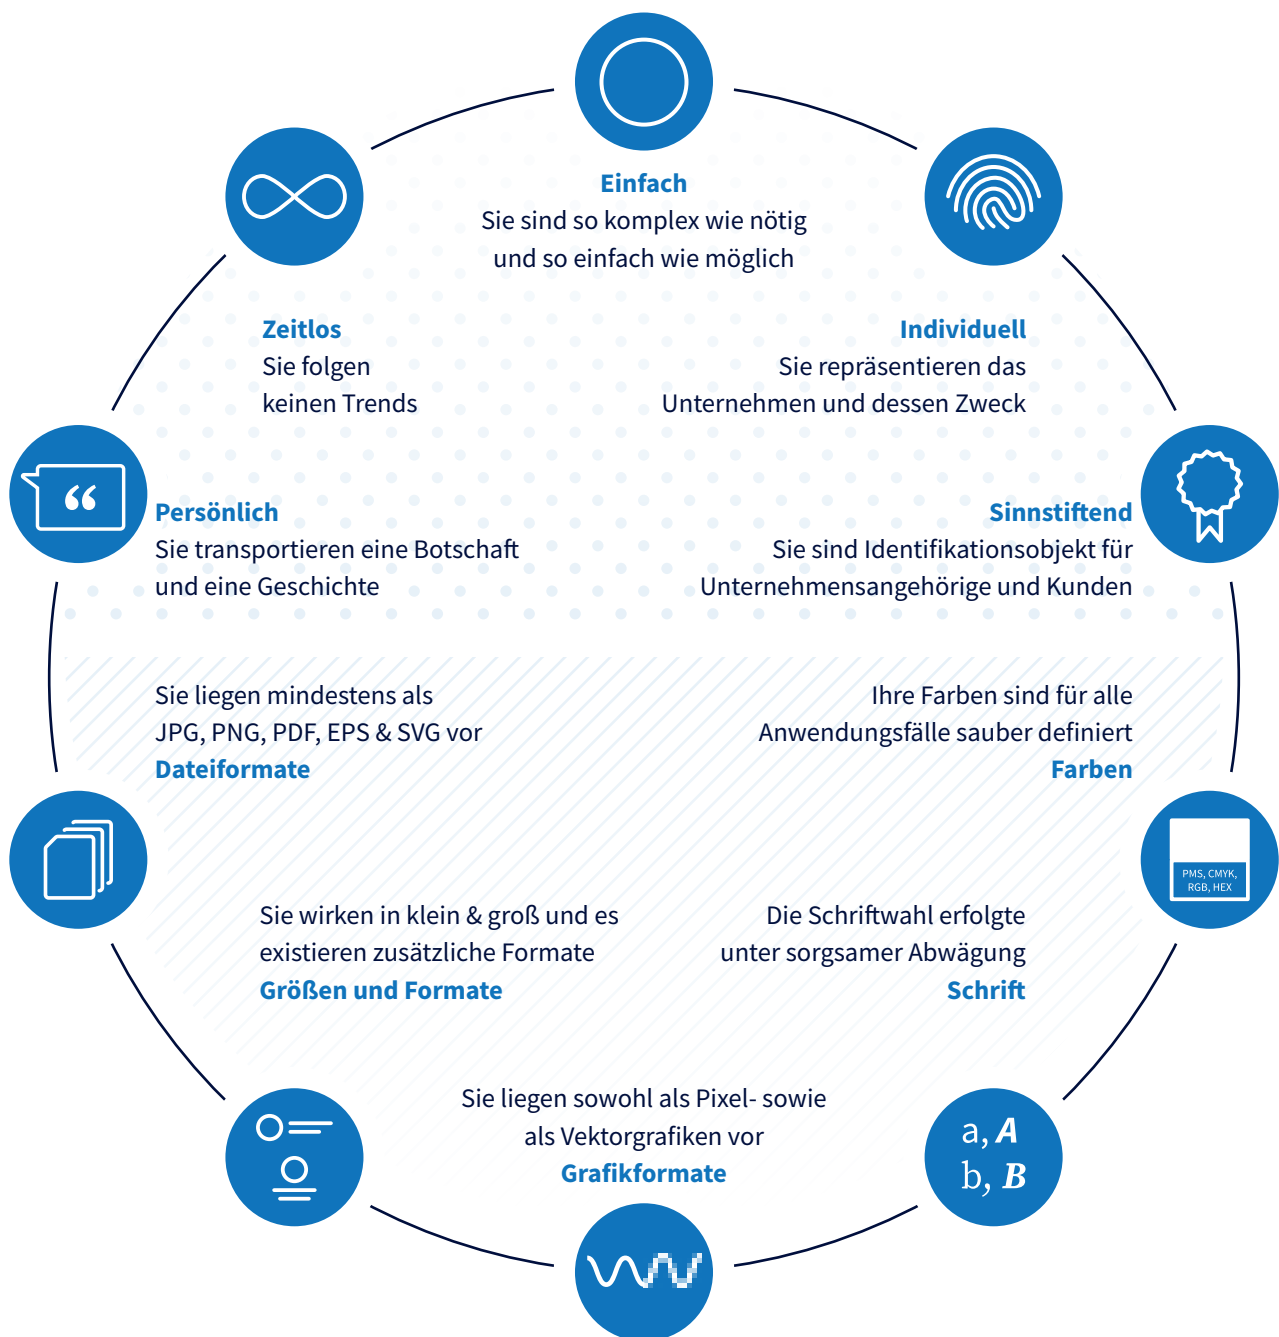 Einfach
Sie sind so komplex wie nötig
und so einfach wie möglich
Zeitlos
Sie folgen
keinen Trends
Individuell
Sie repräsentieren das
Unternehmen und dessen Zweck
“
Persönlich
Sie transportieren eine Botschaft
und eine Geschichte
Sinnstiftend
Sie sind Identifikationsobjekt für
Unternehmensangehörige und Kunden
Sie liegen mindestens als
JPG, PNG, PDF, EPS & SVG vor
Dateiformate
Ihre Farben sind für alle
Anwendungsfälle sauber definiert
Farben
PMS, CMYK,
RGB, HEX
Sie wirken in klein & groß und es
existieren zusätzliche Formate
Größen und Formate
Die Schriftwahl erfolgte
unter sorgsamer Abwägung
Schrift
a, A
b, B
Sie liegen sowohl als Pixel- sowie
als Vektorgrafiken vor
Grafikformate